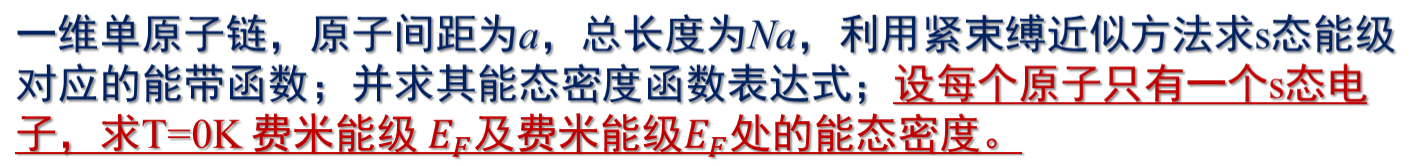 一维单原子链，原子间距为a，总长度为Na，利用紧束缚近似方法求s态能级
对应的能带函数；并求其能态密度函数表达式；设每个原子只有一个s态电
子，求T=0K 费米能级 E_F及费米能级E_F处的能态密度。